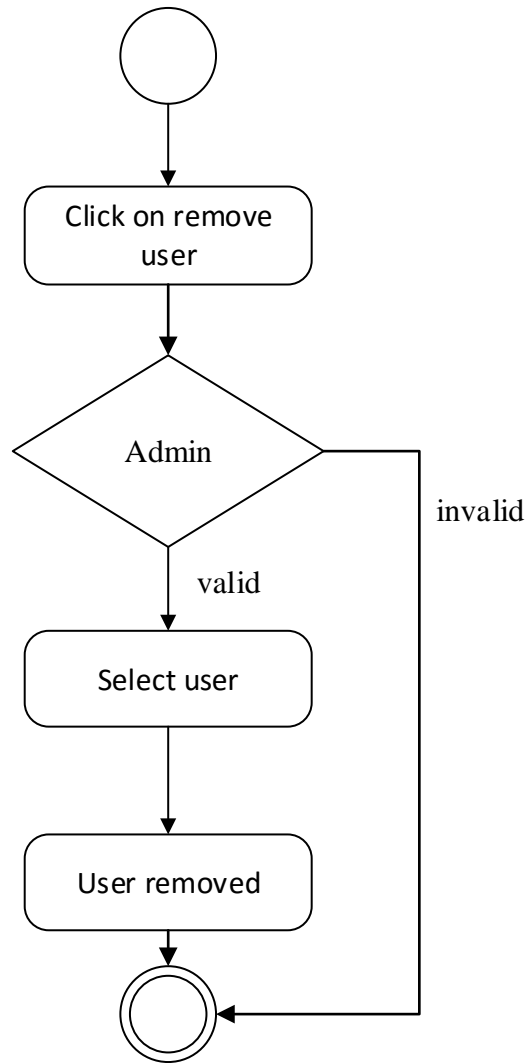 Click on remove
user
Admin
invalid
valid
Select user
User removed